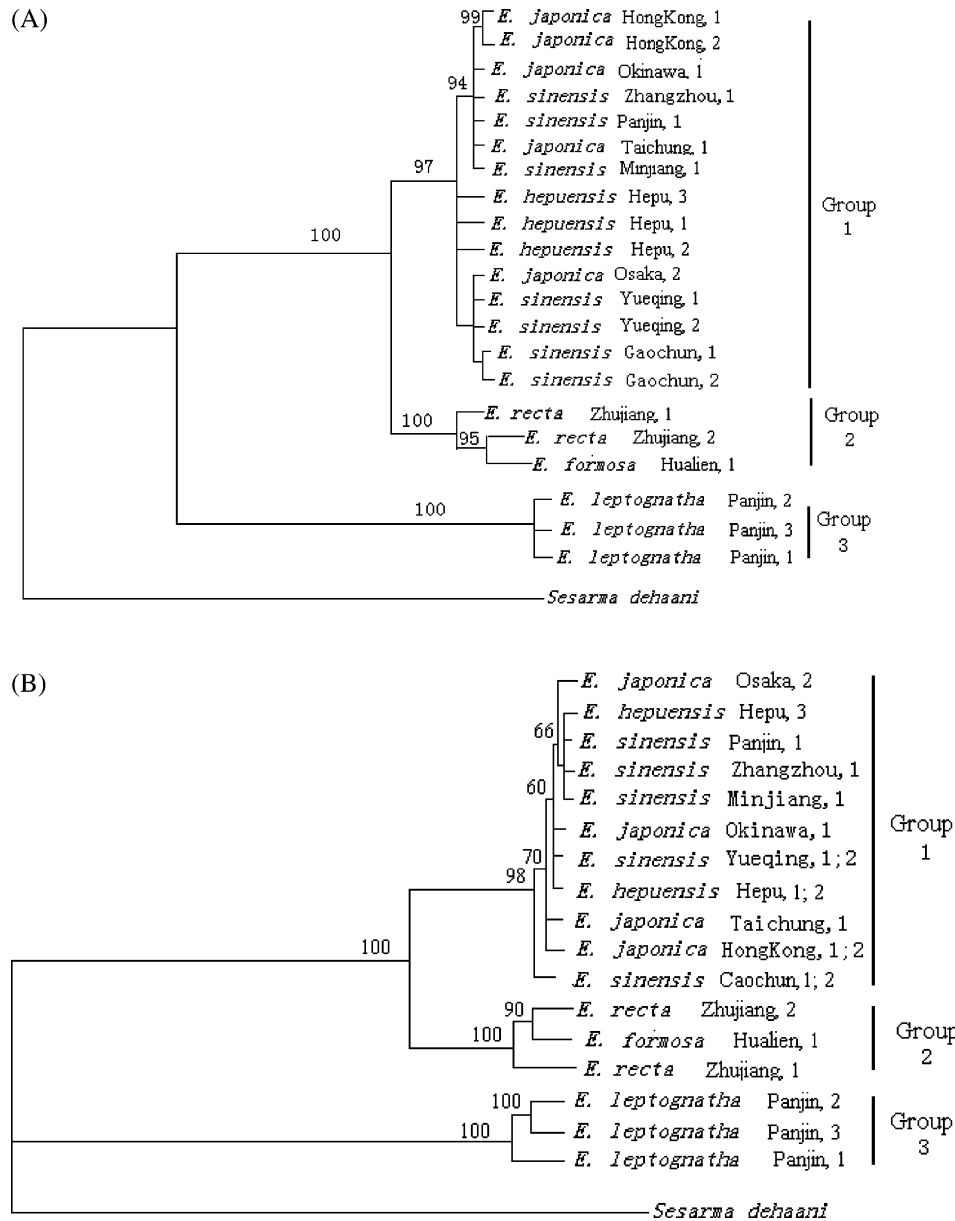 (A)
99
E. japonica HongKong, 1
E. japonica HongKong, 2
E. japonica Okinawa, 1
94
E. sinensis Zhangzhou, 1
E. sinensis Panjin, 1
E. japonica Taichung, 1
97
E. sinensis Minjiang, 1
E. hepuensis Hepu, 3
Group
1
E. hepuensis Hepu, 1
100
E. hepuensis Hepu, 2
E. japonica Osaka, 2
E. sinensis Yueqing, 1
E. sinensis Yueqing, 2
E. sinensis Gaochun, 1
E. sinensis Gaochun, 2
100
E. recta Zhujiang, 1
Group
2
95
E. recta Zhujiang, 2
E. formosa Hualien, 1
E. leptognatha Panjin, 2
100
Group
3
E. leptognatha Panjin, 3
E. leptognatha Panjin, 1
Sesarma dehaani
(B)
E. japonica Osaka, 2
E. hepuensis Hepu, 3
66
E. sinensis Panjin, 1
E. sinensis Zhangzhou, 1
60
E. sinensis Minjiang, 1
E. japonica Okinawa, 1
Group
1
70
E. sinensis Yueqing, 1; 2
98
E. hepuensis Hepu, 1; 2
E. japonica Taichung, 1
100
E. japonica HongKong, 1; 2
E. sinensis Caochun, 1; 2
90
E. recta Zhujiang, 2
100
E. formosa Hualien, 1
Group
2
E. recta Zhujiang, 1
100
E. leptognatha Panjin, 2
100
E. leptognatha Panjin, 3
Group
3
E. leptognatha Panjin, 1
Sesarma dehaani